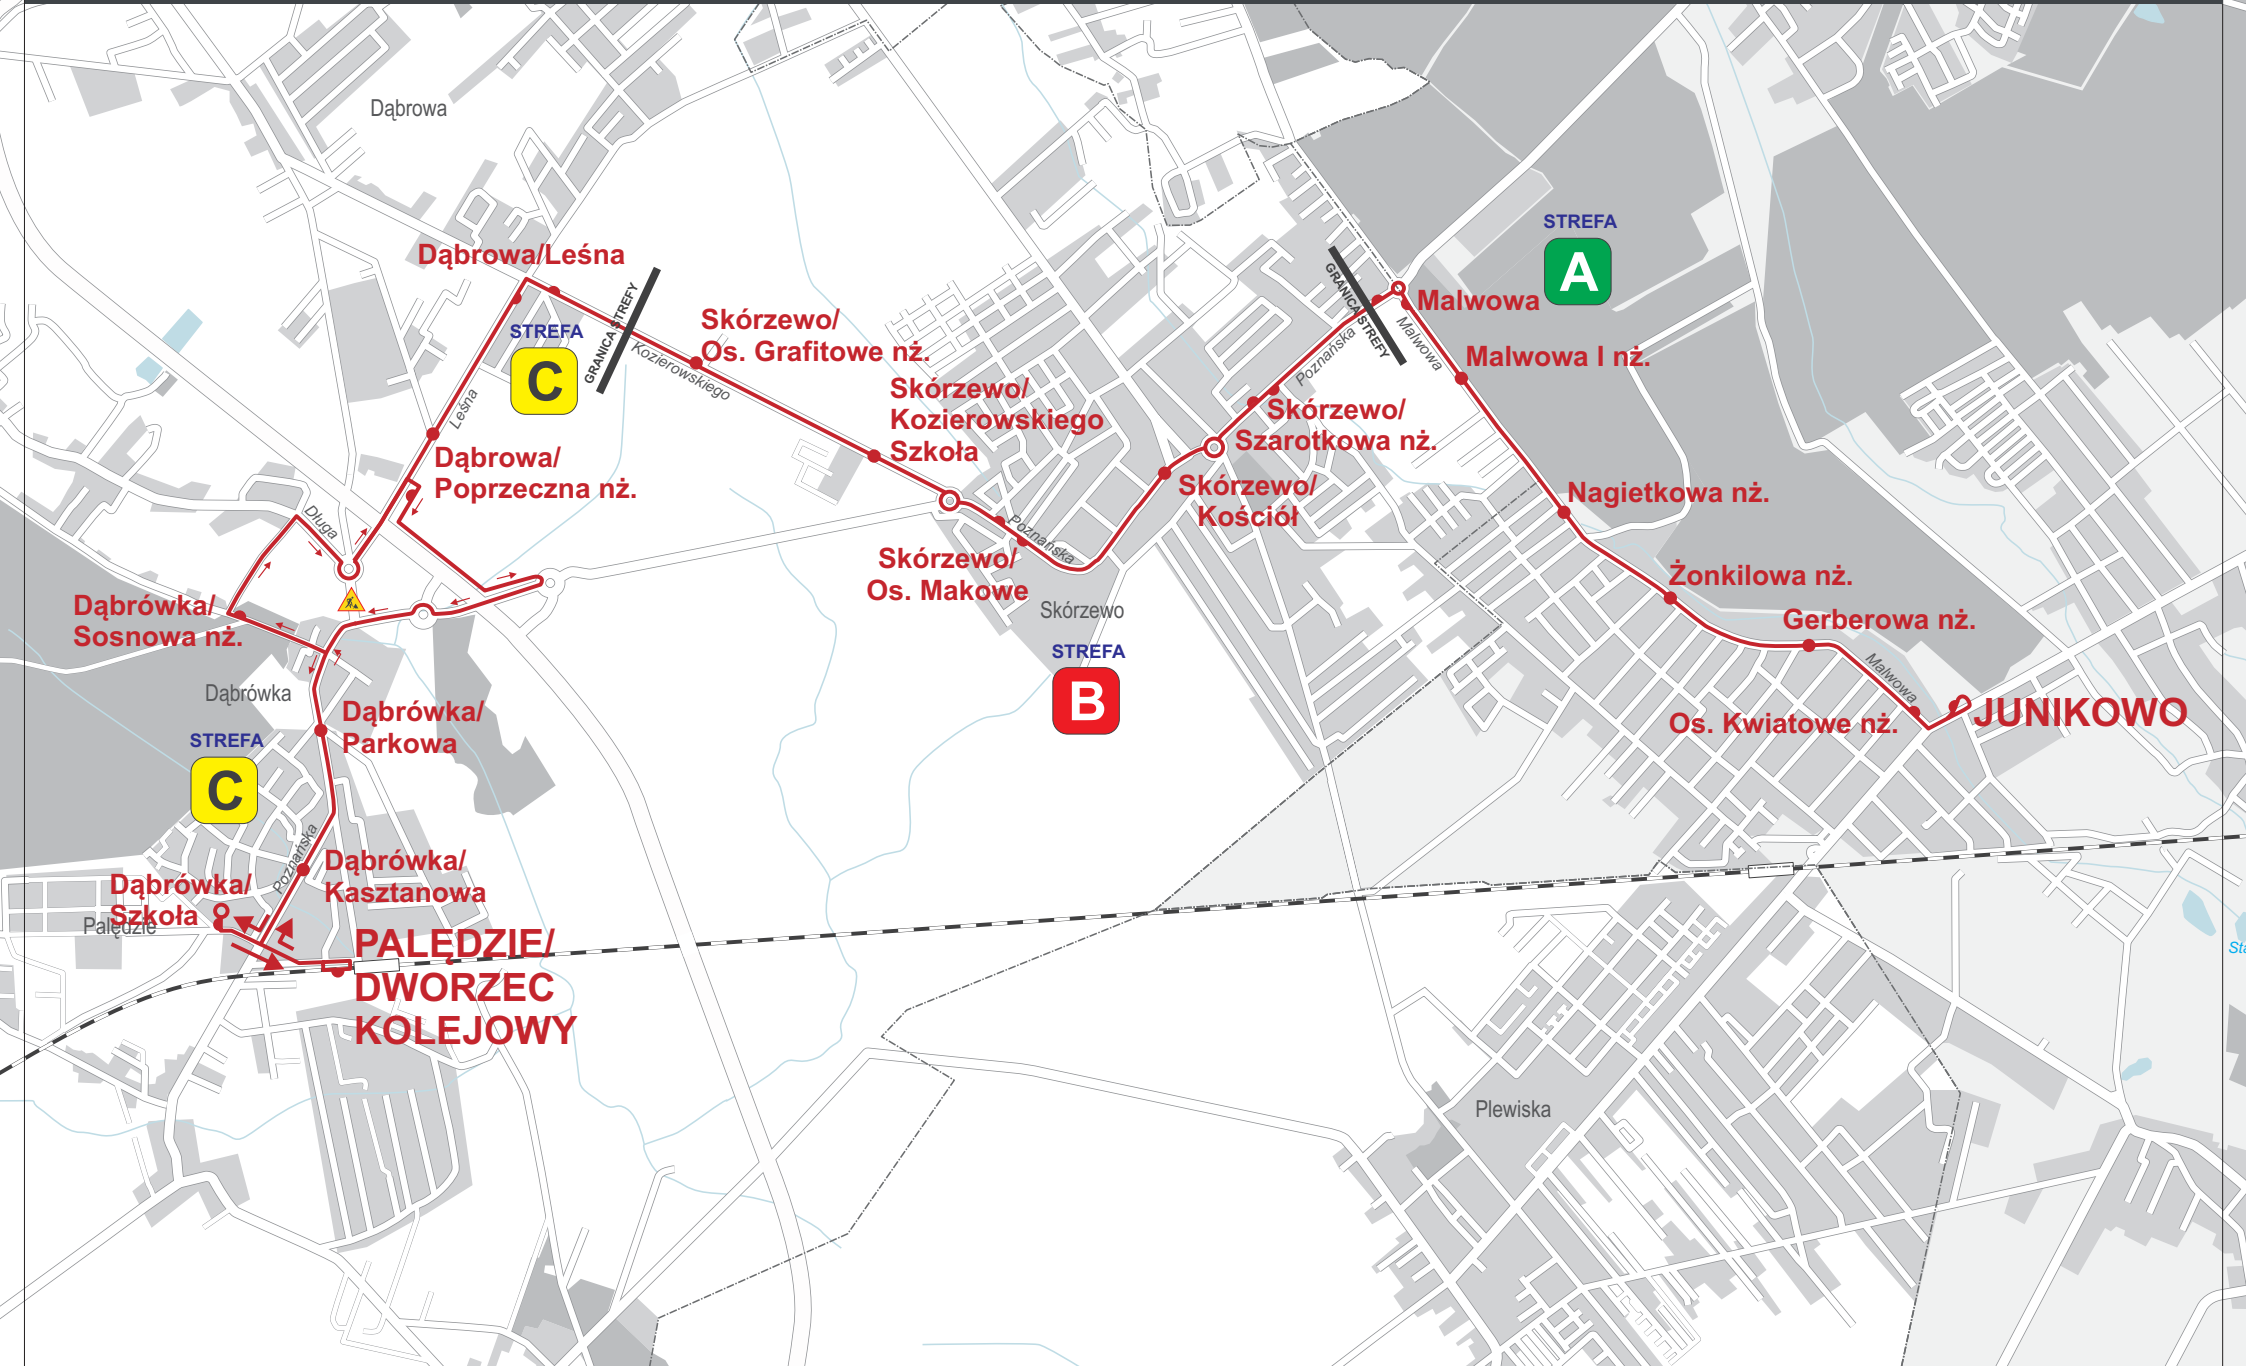 Dąbrowa
STREFA
A
Dąbrowa/Leśna
GRANICA STREFY
Malwowa
Skórzewo/
Os. Grafitowe nż.
STREFA
C
GRANICA STREFY
Kozierowskiego
Poznańska
Malwowa
Malwowa I nż.
Leśna
Skórzewo/
Kozierowskiego
Szkoła
Skórzewo/
Szarotkowa nż.
Dąbrowa/
Poprzeczna nż.
Skórzewo/
Kościół
Nagietkowa nż.
Długa
Poznańska
Skórzewo/
Os. Makowe
Żonkilowa nż.
Dąbrówka/
Sosnowa nż.
Skórzewo
Gerberowa nż.
STREFA
B
Malwowa
Dąbrówka
Dąbrówka/
Parkowa
Os. Kwiatowe nż.
JUNIKOWO
STREFA
C
Poznańska
Dąbrówka/
Kasztanowa
Dąbrówka/
Szkoła
Palędzie
PALĘDZIE/
DWORZEC
KOLEJOWY
Sta
Plewiska